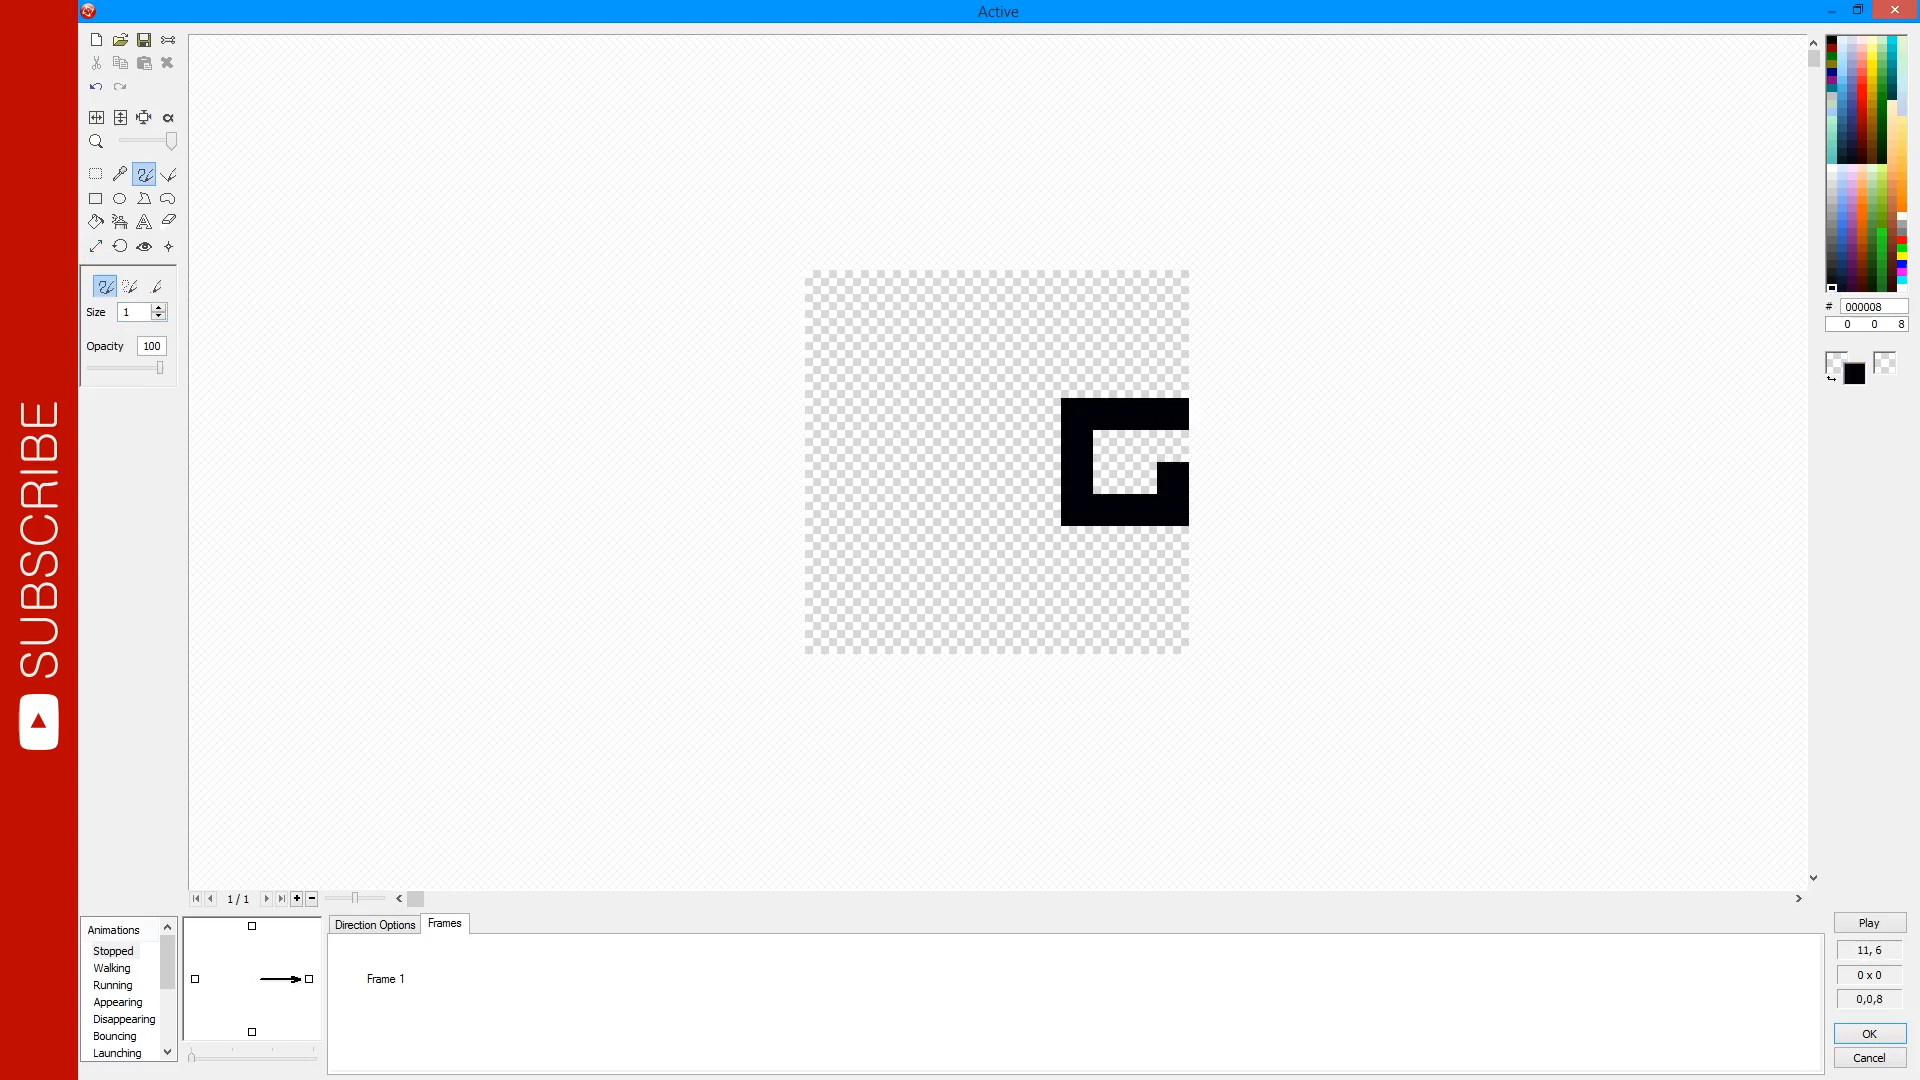 Active
SUBSCRIBE
Size 1
Opacity 100
# 000008
0 0 8
1 / 1
Animations
Stopped
Walking
Running
Appearing
Disappearing
Bouncing
Launching
Direction Options
Frames
Frame 1
Play
11, 6
0 x 0
0,0,8
OK
Cancel